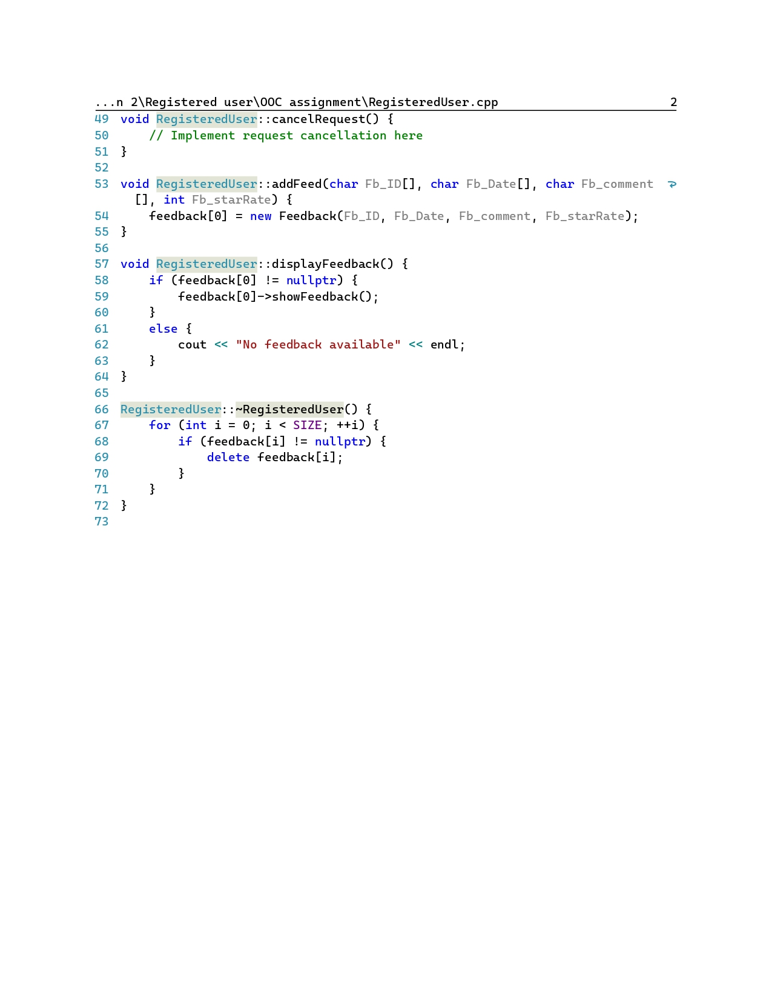 ...n 2\Registered user\OOC assignment\RegisteredUser.cpp 2
49 void RegisteredUser::cancelRequest() {
50     // Implement request cancellation here
51 }
52
53 void RegisteredUser::addFeed(char Fb_ID[], char Fb_Date[], char Fb_comment ⮐
  [], int Fb_starRate) {
54     feedback[0] = new Feedback(Fb_ID, Fb_Date, Fb_comment, Fb_starRate);
55 }
56
57 void RegisteredUser::displayFeedback() {
58     if (feedback[0] != nullptr) {
59         feedback[0]->showFeedback();
60     }
61     else {
62         cout << "No feedback available" << endl;
63     }
64 }
65
66 RegisteredUser::~RegisteredUser() {
67     for (int i = 0; i < SIZE; ++i) {
68         if (feedback[i] != nullptr) {
69             delete feedback[i];
70         }
71     }
72 }
73